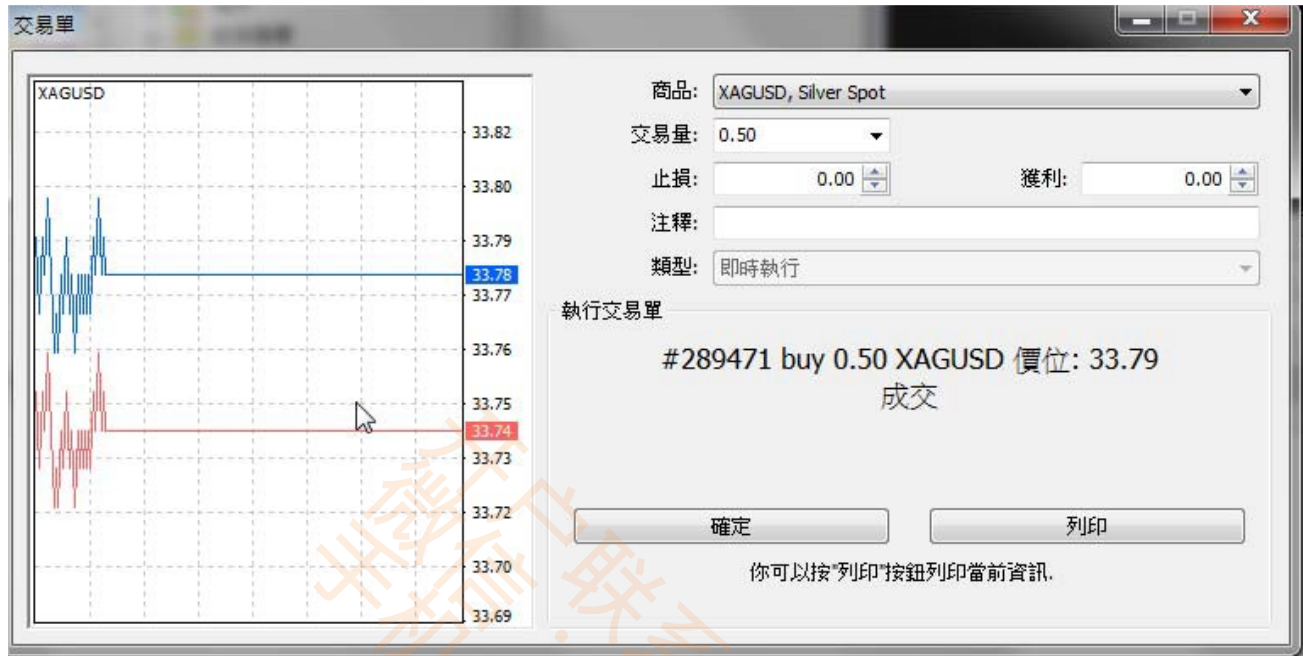 交易單
XAGUSD
33.82
33.80
33.79
33.78
33.77
33.76
33.75
33.74
33.73
33.72
33.70
33.69
商品: XAGUSD, Silver Spot
交易量: 0.50
止損: 0.00 獲利: 0.00
注釋:
類型: 即時執行
執行交易單
#289471 buy 0.50 XAGUSD 價位: 33.79
成交
確定 列印
你可以按"列印"按鈕列印當前資訊.